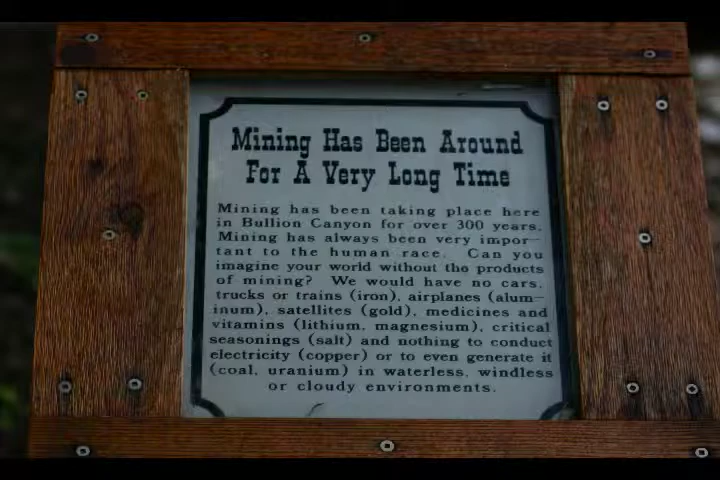 Mining Has Been Around
For A Very Long Time
Mining has been taking place here
in Bullion Canyon for over 300 years.
Mining has always been very impor-
tant to the human race. Can you
imagine your world without the products
of mining? We would have no cars,
trucks or trains (iron), airplanes (alum-
inum), satellites (gold), medicines and
vitamins (lithium, magnesium), critical
seasonings (salt) and nothing to conduct
electricity (copper) or to even generate it
(coal, uranium) in waterless, windless
or cloudy environments.